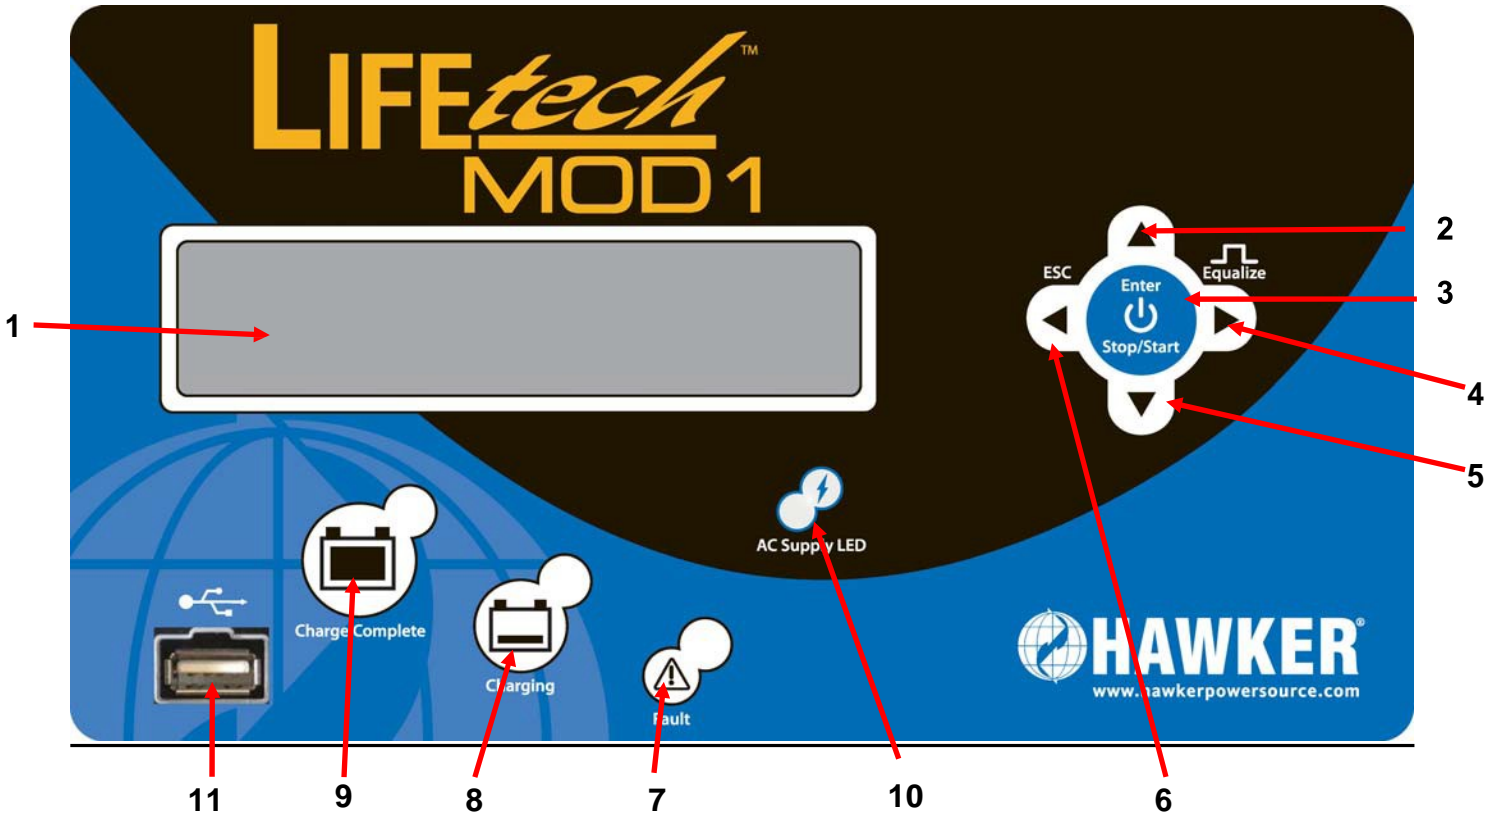 LIFEtech™
MOD1
2
ESC
Equalize
Enter
3
Stop/Start
1
4
5
AC Supply LED
Charge Complete
Charging
Fault
HAWKER®
www.hawkerpowersource.com
11
9
8
7
10
6